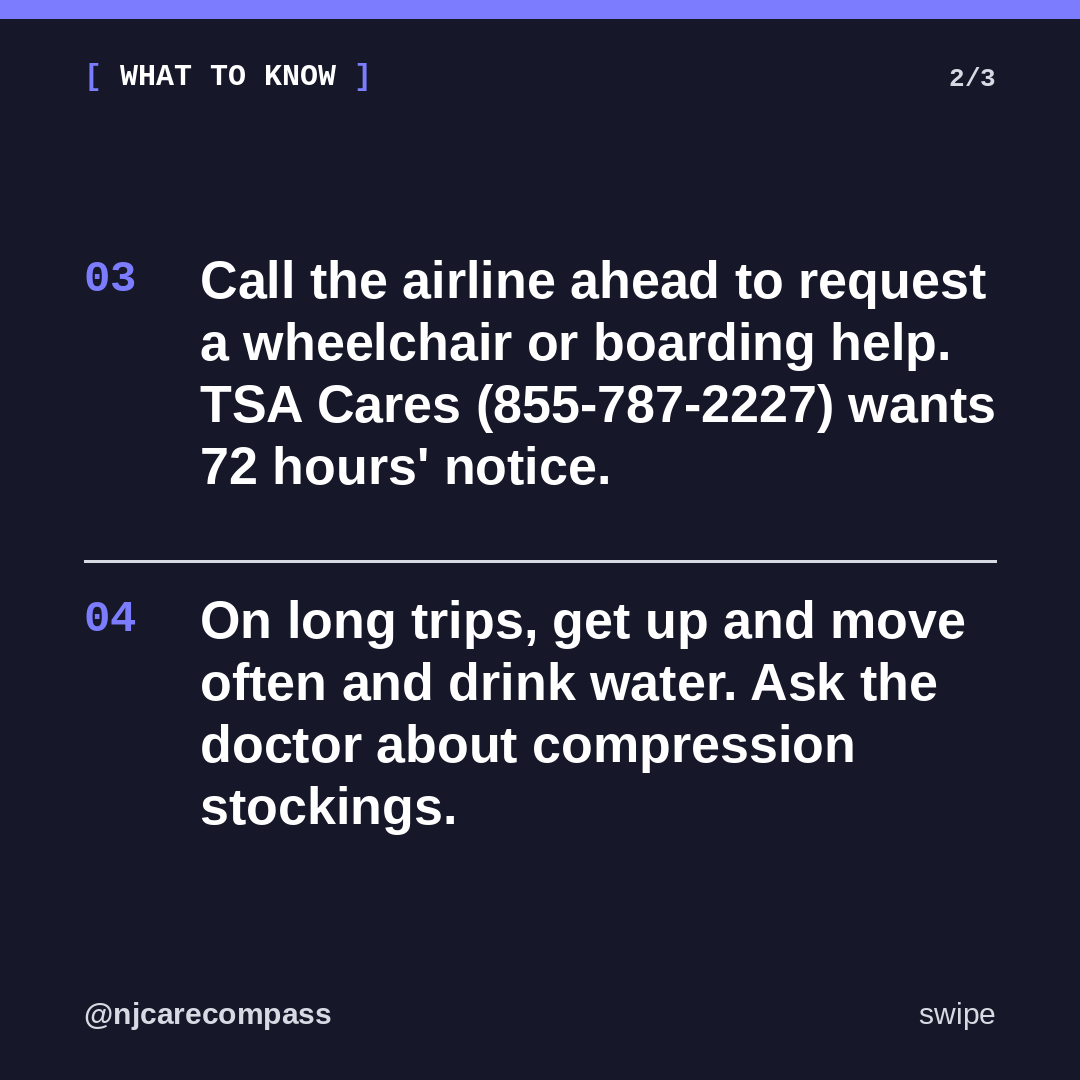 [ WHAT TO KNOW ]
2/3
03
Call the airline ahead to request
a wheelchair or boarding help.
TSA Cares (855-787-2227) wants
72 hours' notice.
04
On long trips, get up and move
often and drink water. Ask the
doctor about compression
stockings.
@njcarecompass
swipe